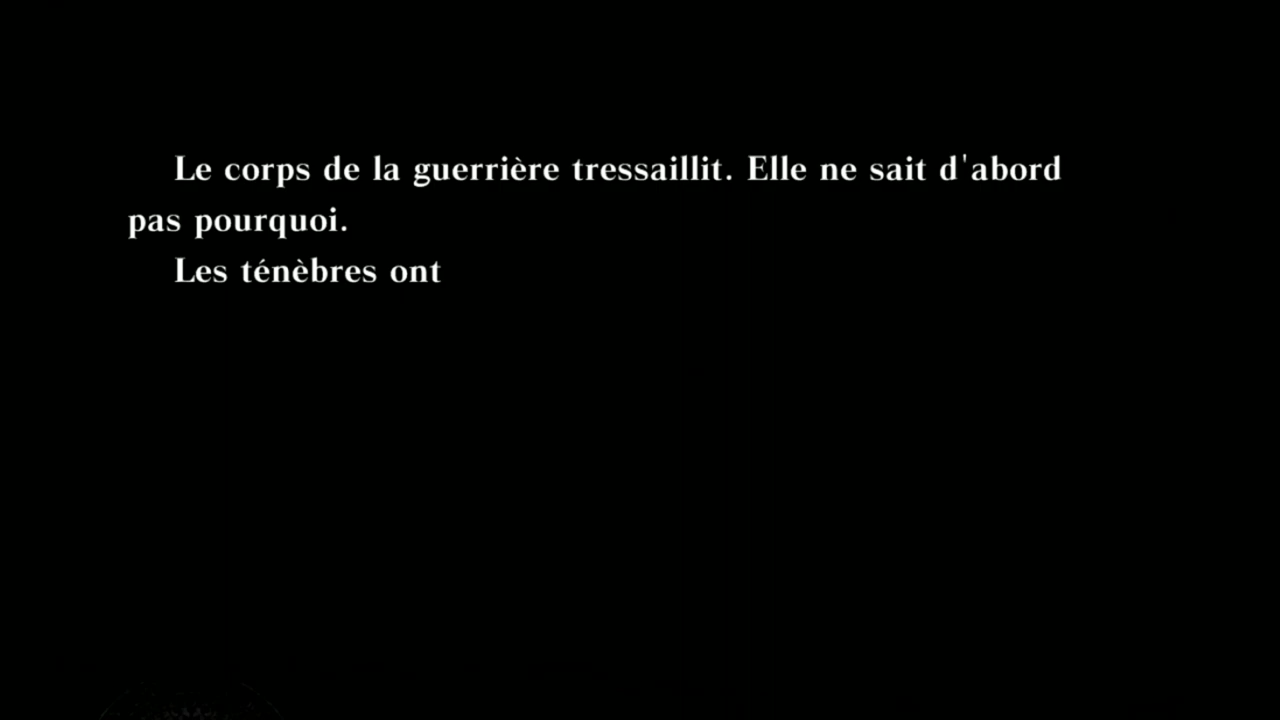 Le corps de la guerrière tressaillit. Elle ne sait d'abord
pas pourquoi.
Les ténèbres ont